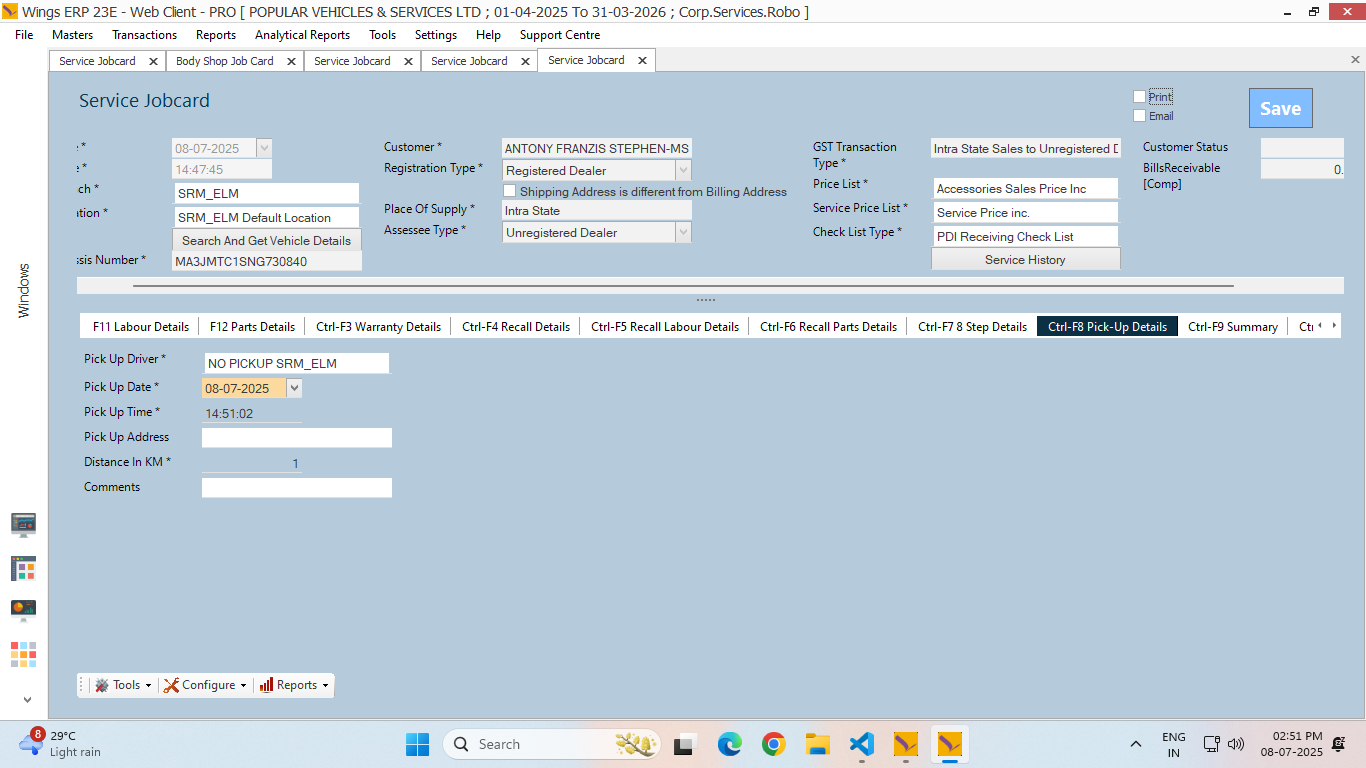 Wings ERP 23E - Web Client - PRO [ POPULAR VEHICLES & SERVICES LTD ; 01-04-2025 To 31-03-2026 ; Corp.Services.Robo ]
File Masters Transactions Reports Analytical Reports Tools Settings Help Support Centre
Service Jobcard Body Shop Job Card Service Jobcard Service Jobcard Service Jobcard
Service Jobcard
Print
Email
Save
* 08-07-2025
* 14:47:45
ch * SRM_ELM
ation * SRM_ELM Default Location
Search And Get Vehicle Details
ssis Number * MA3JMTC1SNG730840
Customer * ANTONY FRANZIS STEPHEN-MS
Registration Type * Registered Dealer
Shipping Address is different from Billing Address
Place Of Supply * Intra State
Assessee Type * Unregistered Dealer
GST Transaction Type * Intra State Sales to Unregistered D
Price List * Accessories Sales Price Inc
Service Price List * Service Price inc.
Check List Type * PDI Receiving Check List
Service History
Customer Status
BillsReceivable [Comp] 0.
Windows
F11 Labour Details F12 Parts Details Ctrl-F3 Warranty Details Ctrl-F4 Recall Details Ctrl-F5 Recall Labour Details Ctrl-F6 Recall Parts Details Ctrl-F7 8 Step Details Ctrl-F8 Pick-Up Details Ctrl-F9 Summary Ctr
Pick Up Driver * NO PICKUP SRM_ELM
Pick Up Date * 08-07-2025
Pick Up Time * 14:51:02
Pick Up Address
Distance In KM * 1
Comments
Tools Configure Reports
8
29°C
Light rain
Search
ENG
IN
02:51 PM
08-07-2025